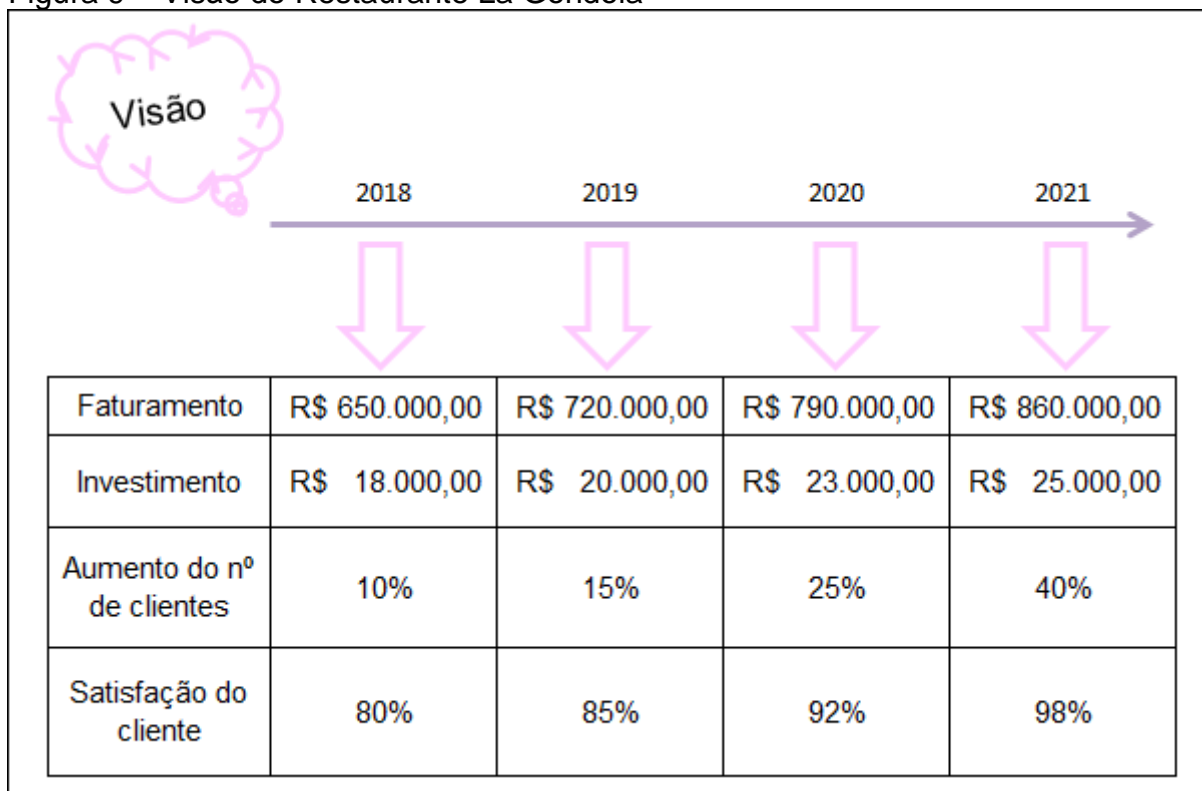 Visão
2018 2019 2020 2021
Faturamento R$ 650.000,00 R$ 720.000,00 R$ 790.000,00 R$ 860.000,00
Investimento R$ 18.000,00 R$ 20.000,00 R$ 23.000,00 R$ 25.000,00
Aumento do nº
de clientes 10% 15% 25% 40%
Satisfação do
cliente 80% 85% 92% 98%